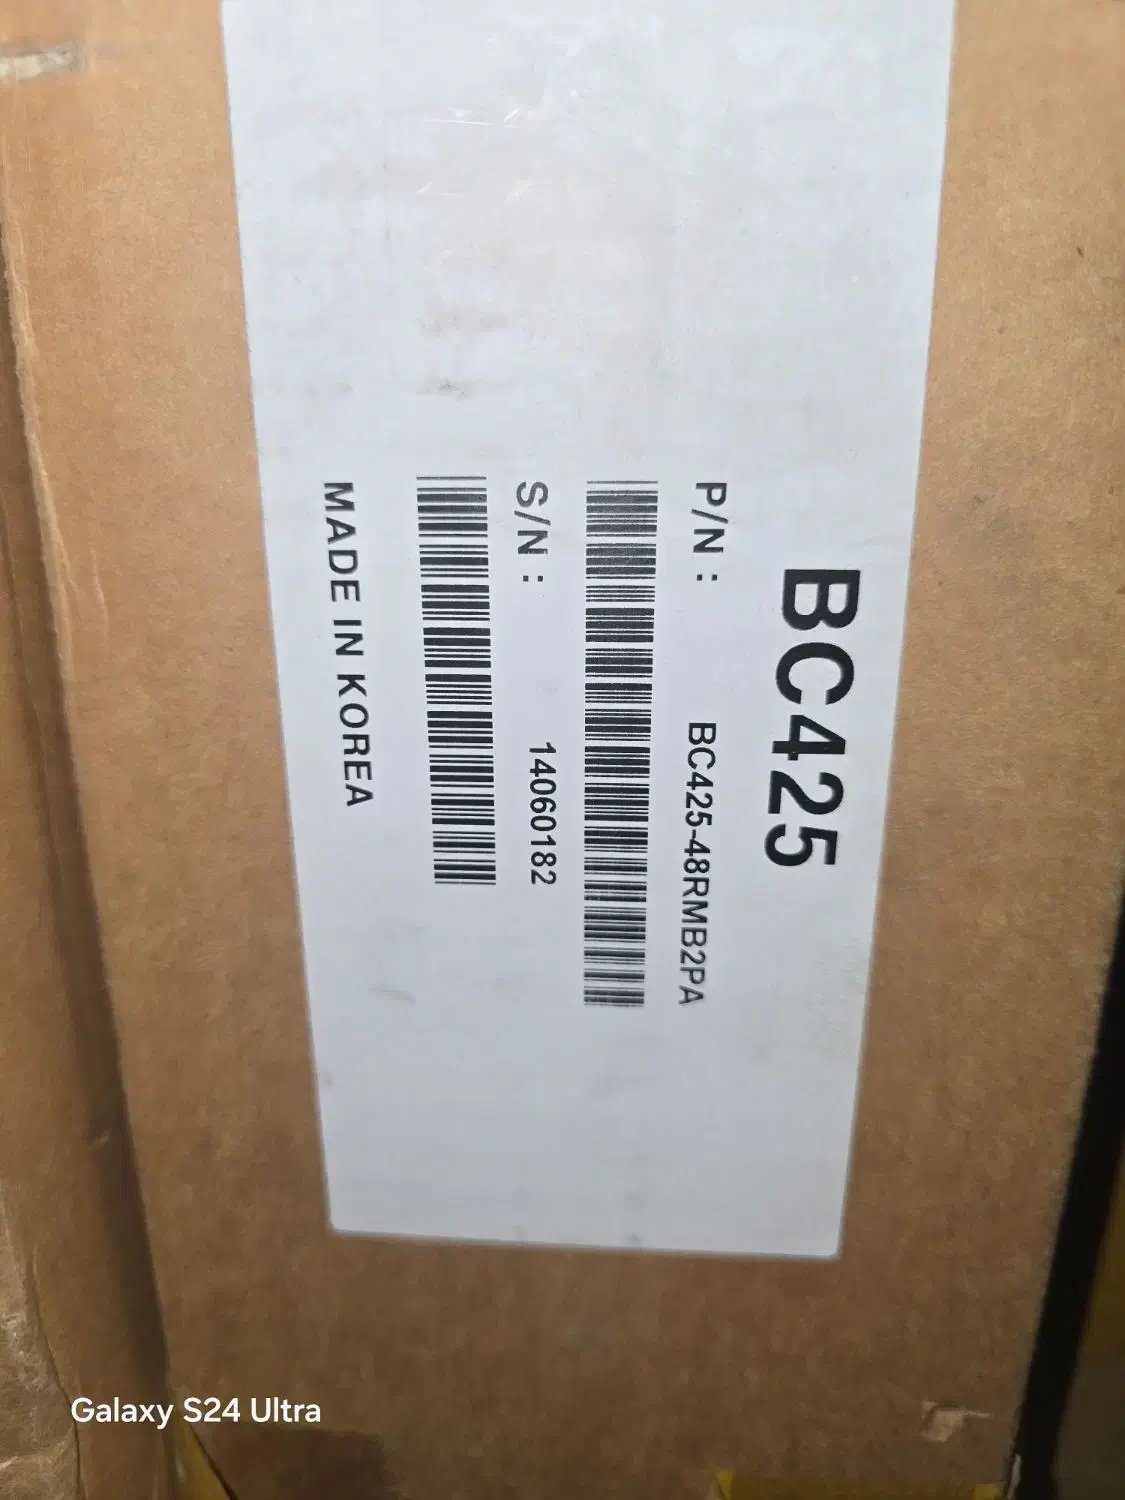 BC425
P/N : BC425-48RMB2PA
S/N : 14060182
MADE IN KOREA
Galaxy S24 Ultra